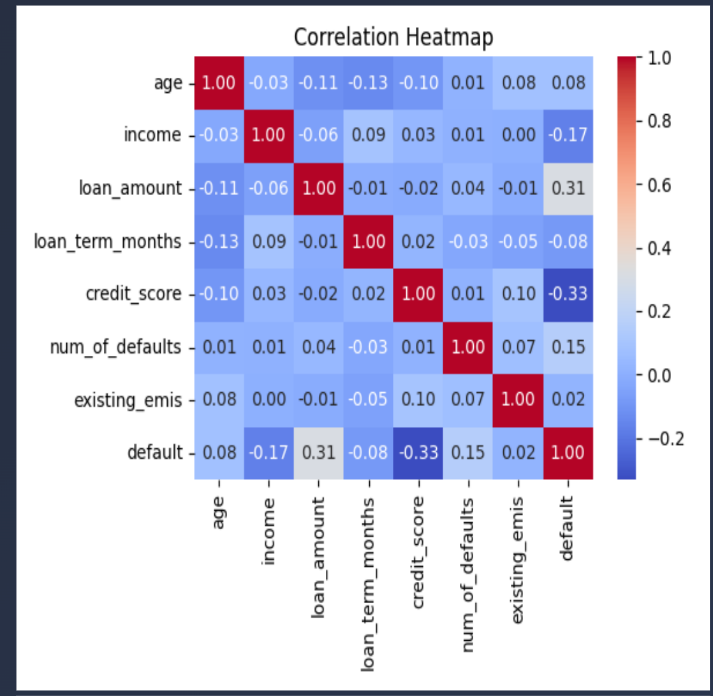 Correlation Heatmap
age 1.00 -0.03 -0.11 -0.13 -0.10 0.01 0.08 0.08
income -0.03 1.00 -0.06 0.09 0.03 0.01 0.00 -0.17
loan_amount -0.11 -0.06 1.00 -0.01 -0.02 0.04 -0.01 0.31
loan_term_months -0.13 0.09 -0.01 1.00 0.02 -0.03 -0.05 -0.08
credit_score -0.10 0.03 -0.02 0.02 1.00 0.01 0.10 -0.33
num_of_defaults 0.01 0.01 0.04 -0.03 0.01 1.00 0.07 0.15
existing_emis 0.08 0.00 -0.01 -0.05 0.10 0.07 1.00 0.02
default 0.08 -0.17 0.31 -0.08 -0.33 0.15 0.02 1.00
age
income
loan_amount
loan_term_months
credit_score
num_of_defaults
existing_emis
default
1.0
0.8
0.6
0.4
0.2
0.0
−0.2